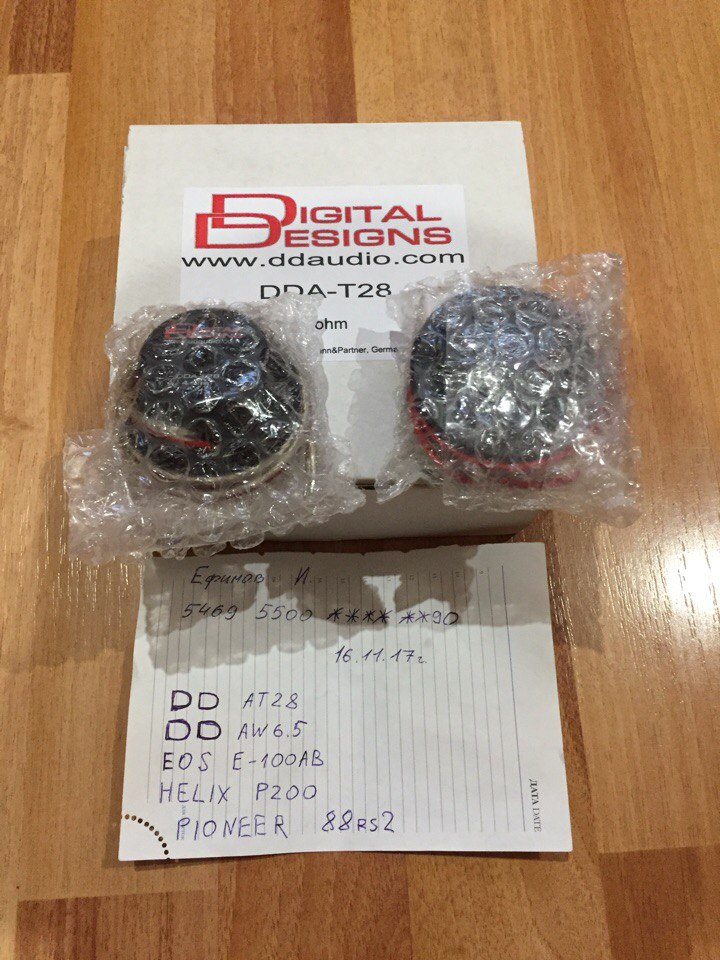 DIGITAL
DESIGNS
www.ddaudio.com
DDA-T28
ohm
Germa
Ефимов И.
5469 5500 **** **90
16.11.17г.
DD AT28
DD AW6.5
EOS E-100AB
HELIX P200
PIONEER 88RS2
ДАТА DATE